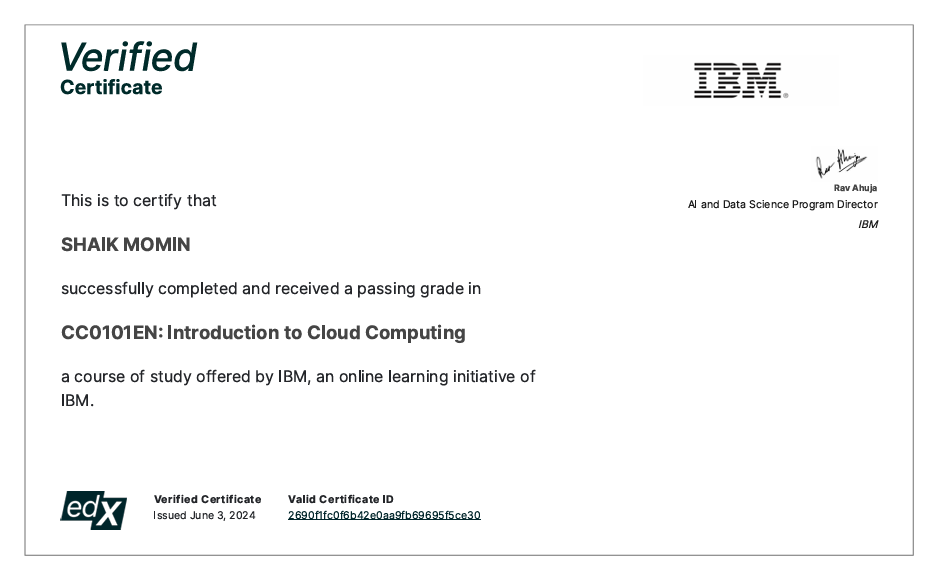 Verified
Certificate
IBM®
Rav Ahuja
AI and Data Science Program Director
IBM
This is to certify that
SHAIK MOMIN
successfully completed and received a passing grade in
CC0101EN: Introduction to Cloud Computing
a course of study offered by IBM, an online learning initiative of
IBM.
edX
Verified Certificate
Issued June 3, 2024
Valid Certificate ID
2690f1fc0f6b42e0aa9fb69695f5ce30